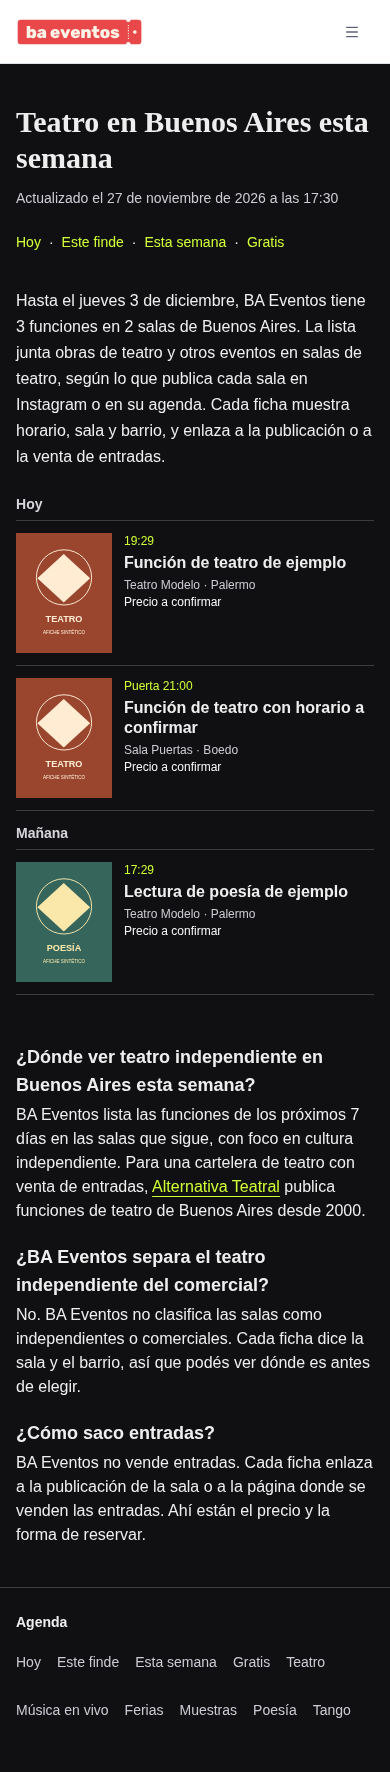 ba eventos
Teatro en Buenos Aires esta
semana
Actualizado el 27 de noviembre de 2026 a las 17:30
Hoy · Este finde · Esta semana · Gratis
Hasta el jueves 3 de diciembre, BA Eventos tiene
3 funciones en 2 salas de Buenos Aires. La lista
junta obras de teatro y otros eventos en salas de
teatro, según lo que publica cada sala en
Instagram o en su agenda. Cada ficha muestra
horario, sala y barrio, y enlaza a la publicación o a
la venta de entradas.
Hoy
TEATRO
AFICHE SINTÉTICO
19:29
Función de teatro de ejemplo
Teatro Modelo · Palermo
Precio a confirmar
TEATRO
AFICHE SINTÉTICO
Puerta 21:00
Función de teatro con horario a
confirmar
Sala Puertas · Boedo
Precio a confirmar
Mañana
POESÍA
AFICHE SINTÉTICO
17:29
Lectura de poesía de ejemplo
Teatro Modelo · Palermo
Precio a confirmar
¿Dónde ver teatro independiente en
Buenos Aires esta semana?
BA Eventos lista las funciones de los próximos 7
días en las salas que sigue, con foco en cultura
independiente. Para una cartelera de teatro con
venta de entradas, Alternativa Teatral publica
funciones de teatro de Buenos Aires desde 2000.
¿BA Eventos separa el teatro
independiente del comercial?
No. BA Eventos no clasifica las salas como
independientes o comerciales. Cada ficha dice la
sala y el barrio, así que podés ver dónde es antes
de elegir.
¿Cómo saco entradas?
BA Eventos no vende entradas. Cada ficha enlaza
a la publicación de la sala o a la página donde se
venden las entradas. Ahí están el precio y la
forma de reservar.
Agenda
Hoy Este finde Esta semana Gratis Teatro
Música en vivo Ferias Muestras Poesía Tango